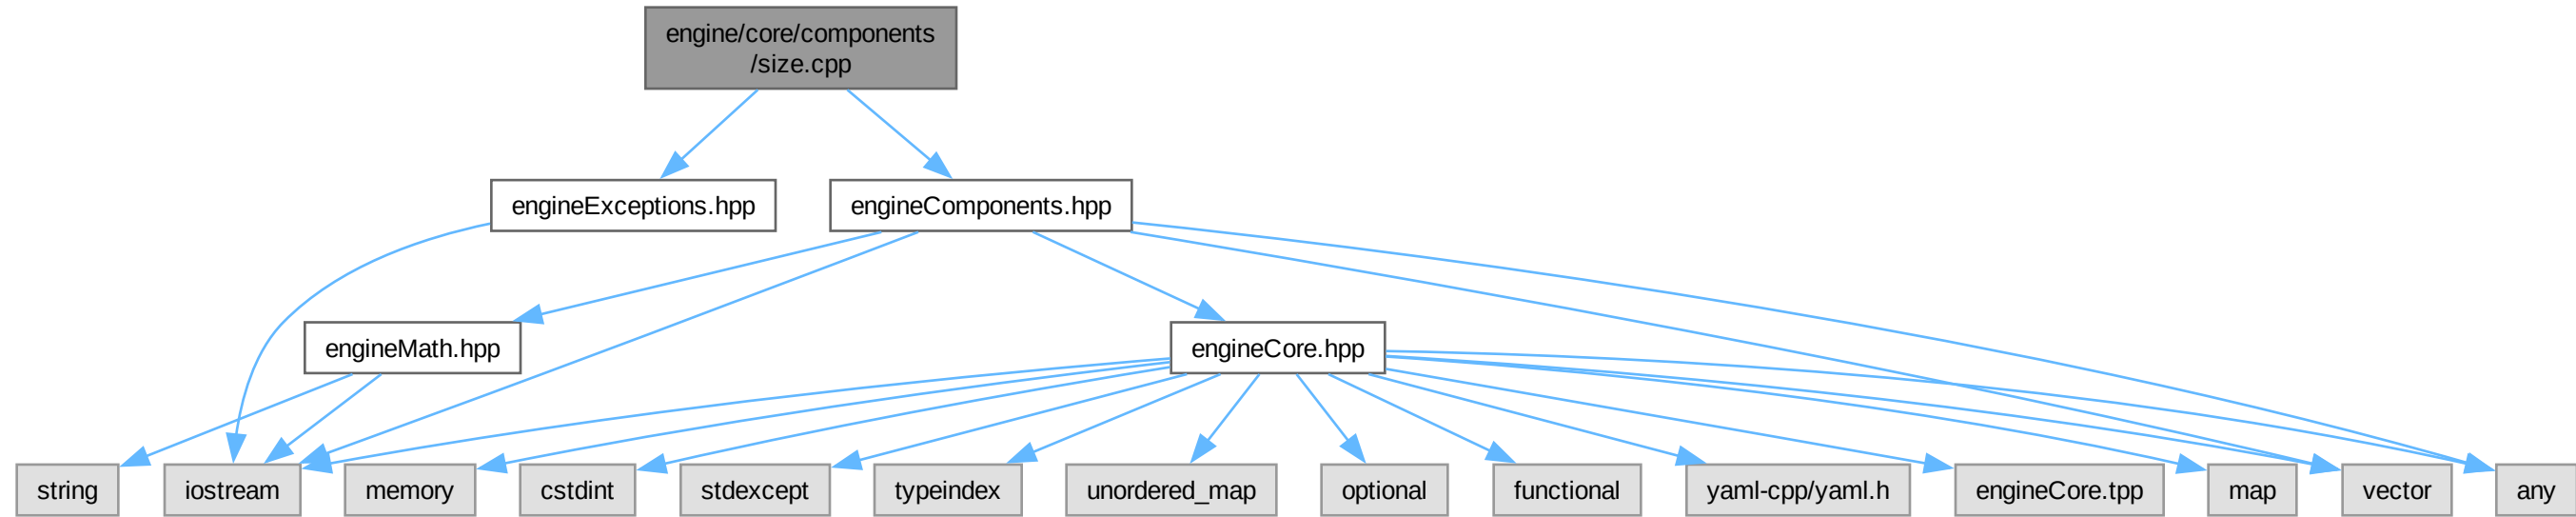 engine/core/components
/size.cpp
engineExceptions.hpp
engineComponents.hpp
engineMath.hpp
engineCore.hpp
string
iostream
memory
cstdint
stdexcept
typeindex
unordered_map
optional
functional
yaml-cpp/yaml.h
engineCore.tpp
map
vector
any